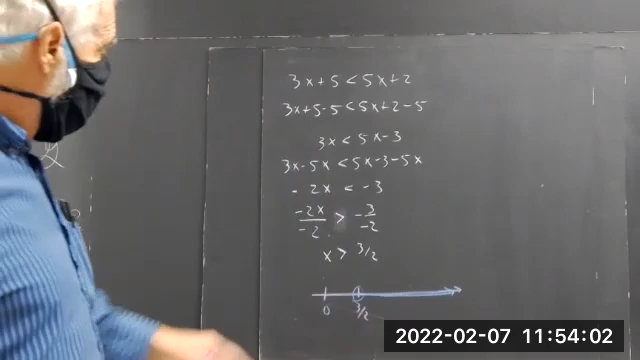 3x+5<5x+2
3x+5-5<5x+2-5
3x<5x-3
3x-5x<5x-3-5x
-2x<-3
-2x/-2 > -3/-2
x>3/2
0 3/2
2022-02-07 11:54:02